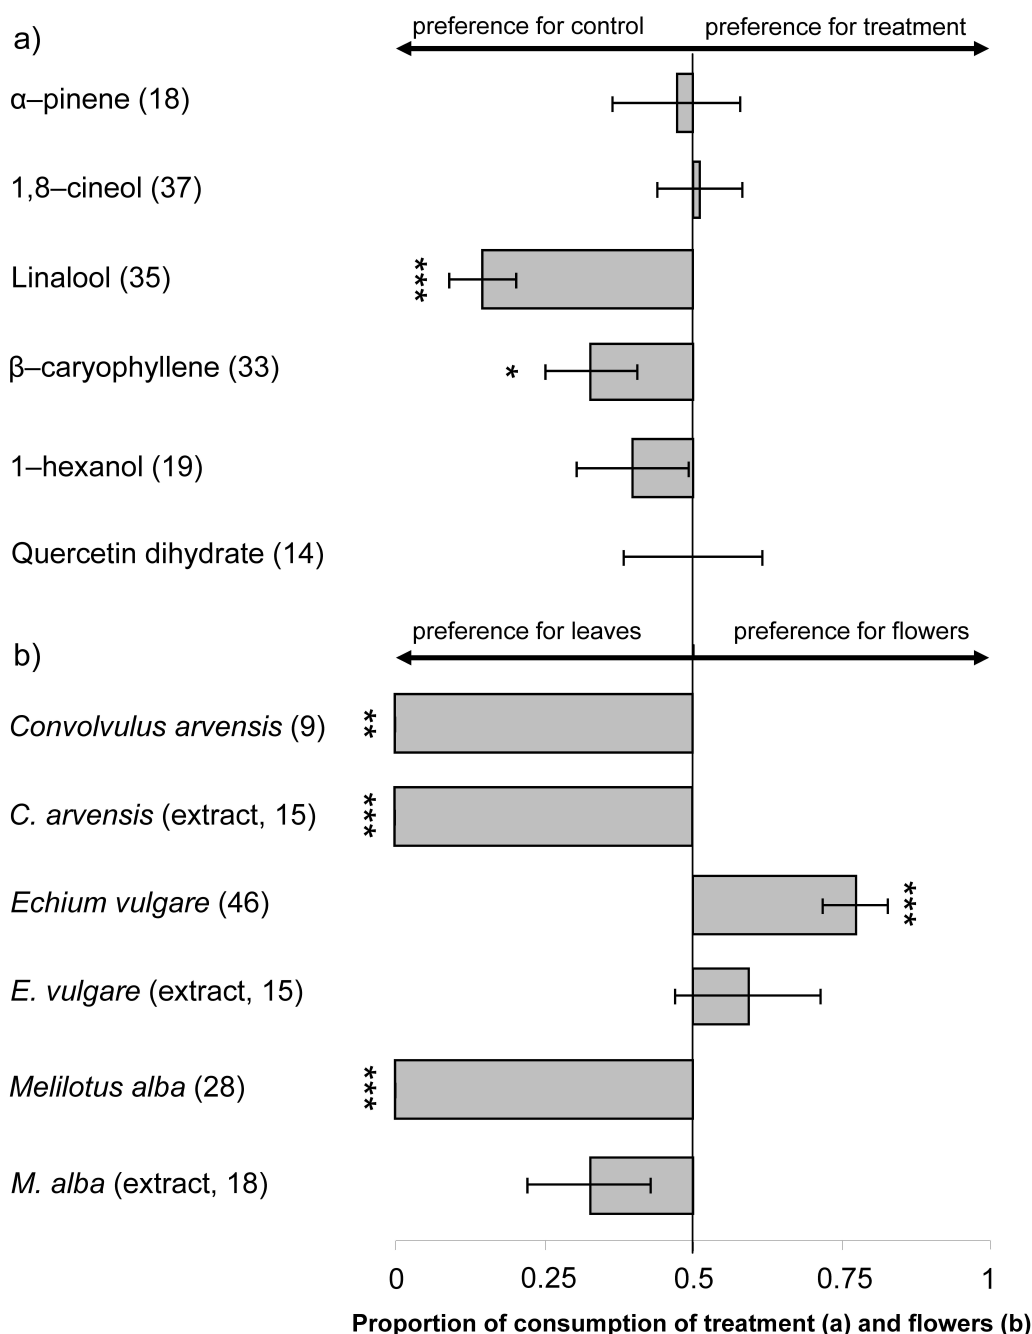 a)
preference for control
preference for treatment
α–pinene (18)
1,8–cineol (37)
Linalool (35)
***
β–caryophyllene (33)
*
1–hexanol (19)
Quercetin dihydrate (14)
b)
preference for leaves
preference for flowers
Convolvulus arvensis (9)
**
C. arvensis (extract, 15)
***
Echium vulgare (46)
***
E. vulgare (extract, 15)
Melilotus alba (28)
***
M. alba (extract, 18)
0 0.25 0.5 0.75 1
Proportion of consumption of treatment (a) and flowers (b)